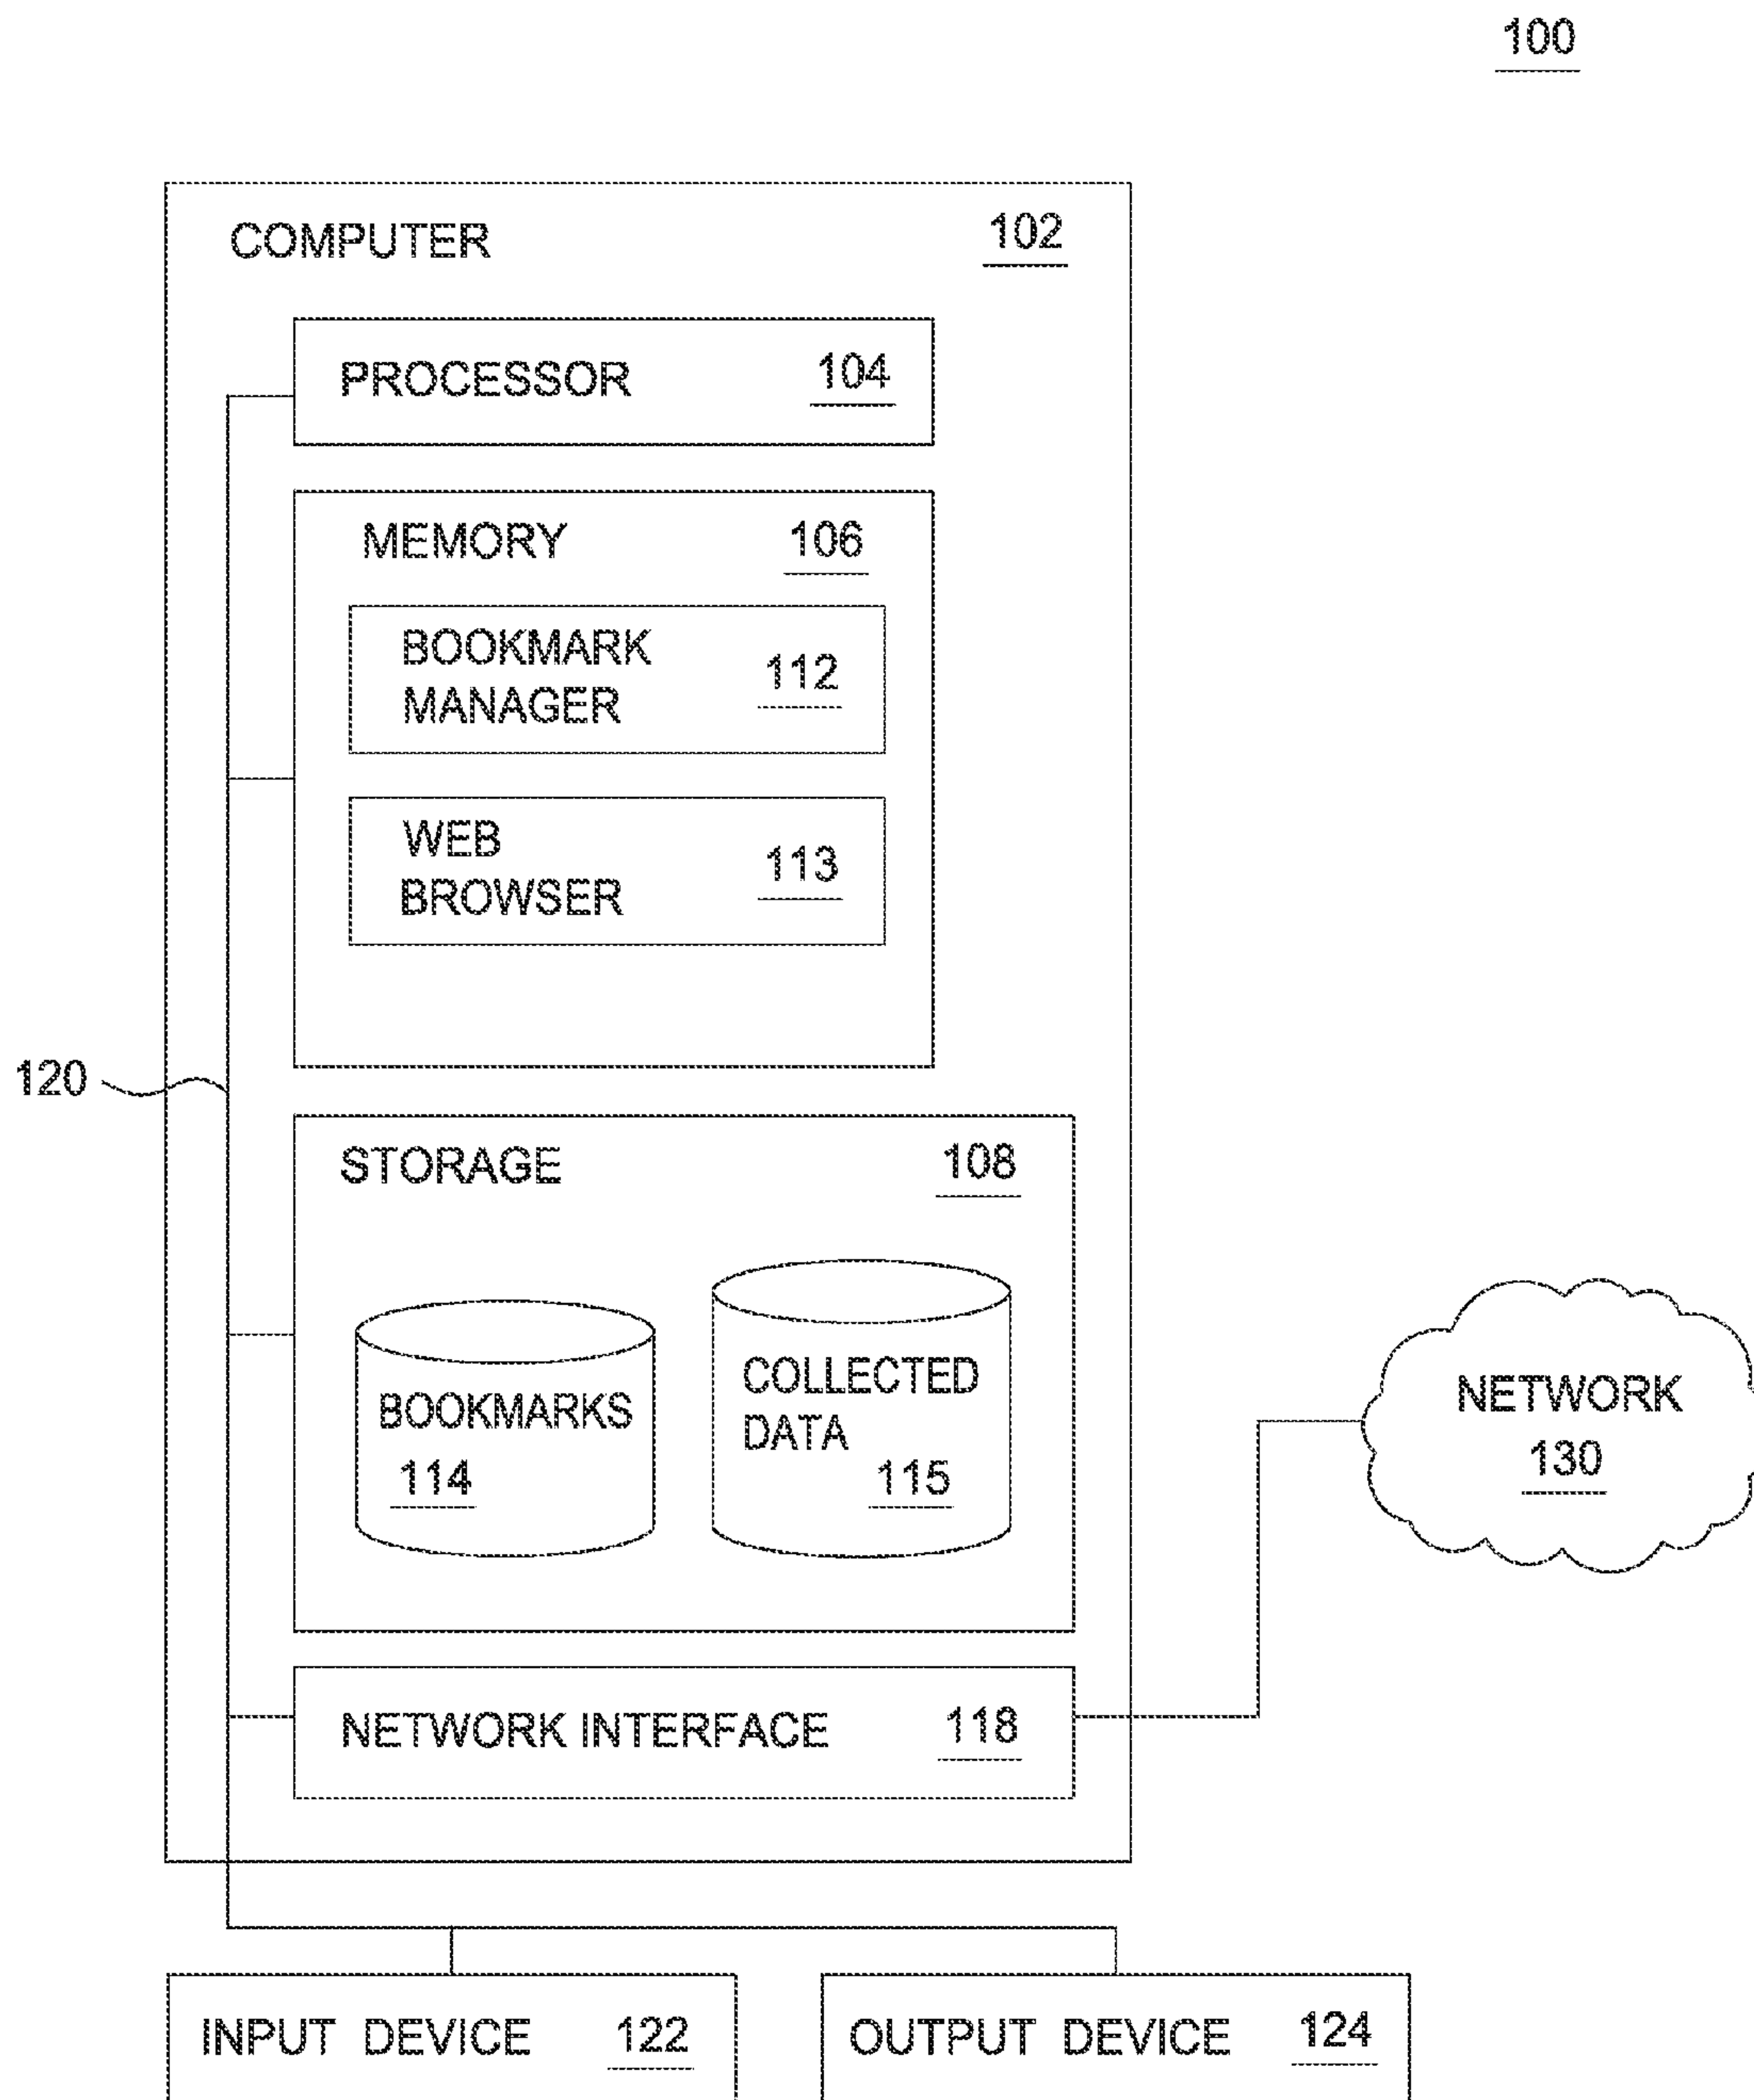 100
COMPUTER 102
PROCESSOR 104
MEMORY 106
BOOKMARK
MANAGER 112
WEB
BROWSER 113
120
STORAGE 108
BOOKMARKS
114
COLLECTED
DATA
115
NETWORK
130
NETWORK INTERFACE 118
INPUT DEVICE 122
OUTPUT DEVICE 124